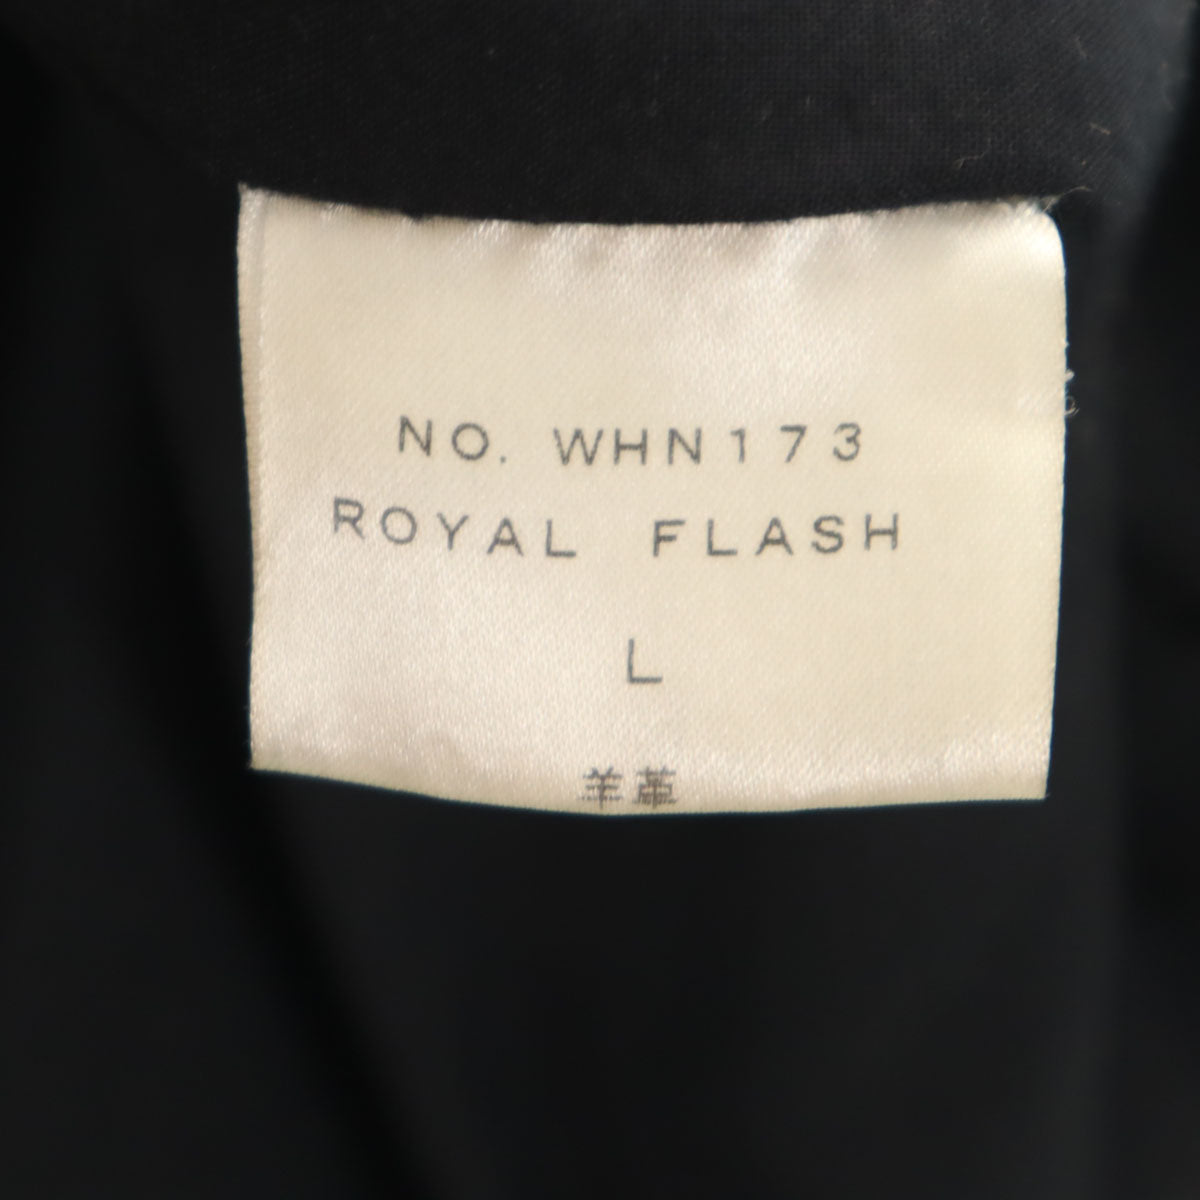 NO. WHN173
ROYAL FLASH
L
羊革